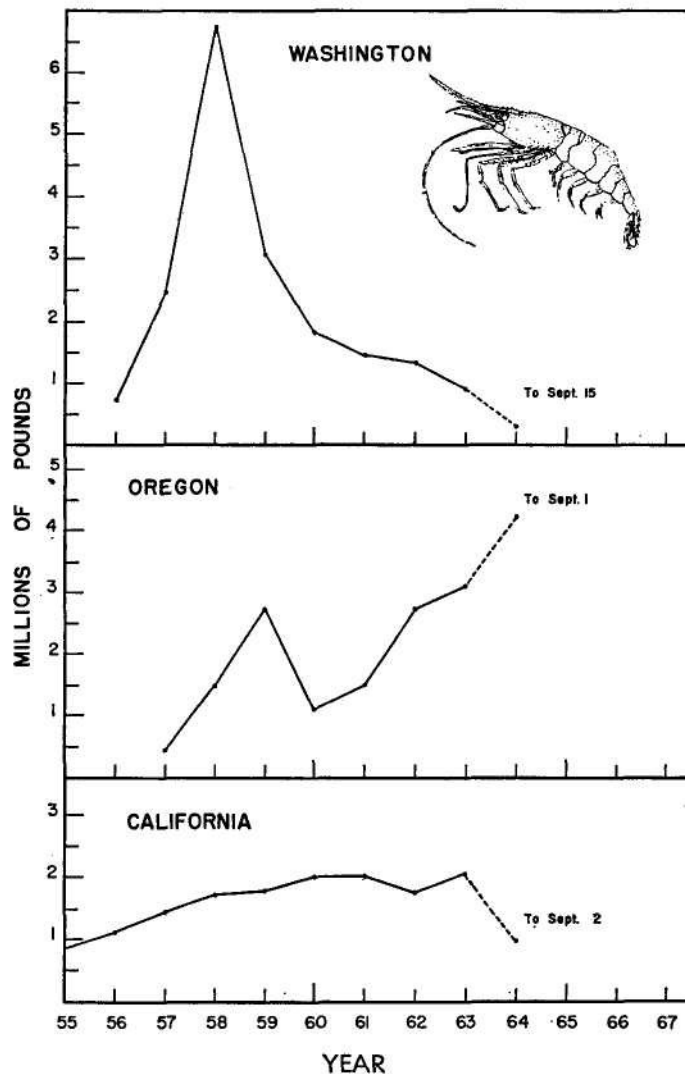 WASHINGTON
6
5
4
3
2
1
To Sept. 15
MILLIONS OF POUNDS
OREGON
5
4
3
2
1
To Sept. 1
CALIFORNIA
3
2
1
To Sept. 2
55 56 57 58 59 60 61 62 63 64 65 66 67
YEAR